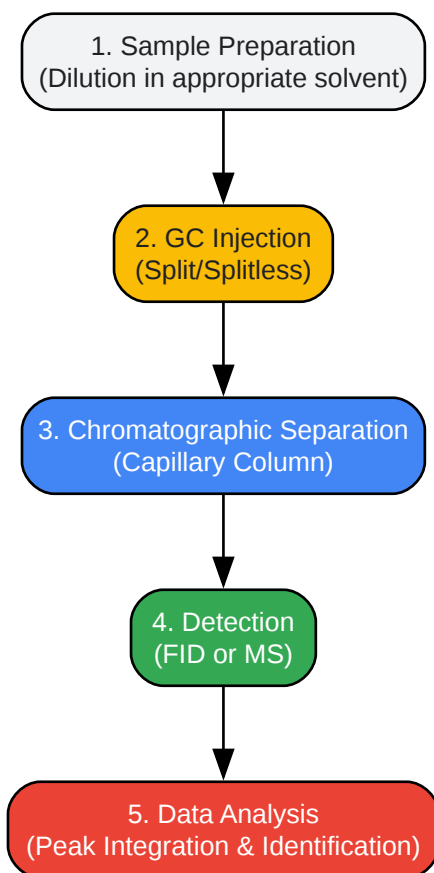 1. Sample Preparation
(Dilution in appropriate solvent)
2. GC Injection
(Split/Splitless)
3. Chromatographic Separation
(Capillary Column)
4. Detection
(FID or MS)
5. Data Analysis
(Peak Integration & Identification)